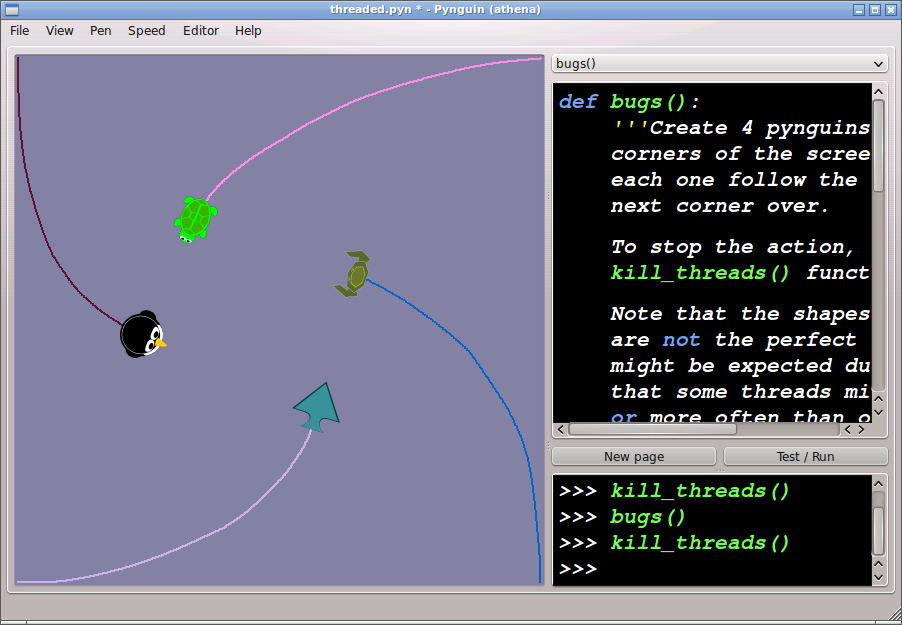 threaded.pyn * - Pynguin (athena)
File View Pen Speed Editor Help
bugs()
def bugs():
'''Create 4 pynguins
corners of the scree
each one follow the
next corner over.
To stop the action,
kill_threads() funct
Note that the shapes
are not the perfect
might be expected du
that some threads mi
or more often than o
New page Test / Run
>>> kill_threads()
>>> bugs()
>>> kill_threads()
>>>